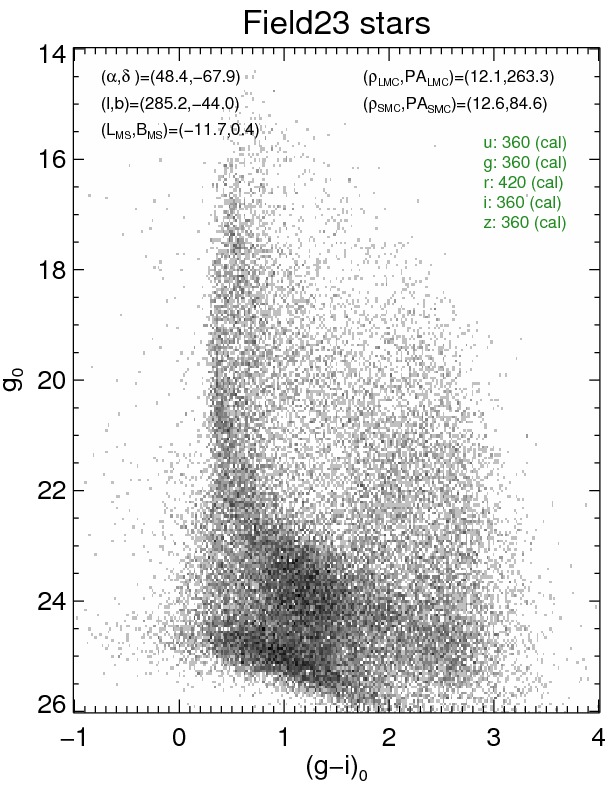 Field23 stars
(α,δ)=(48.4,−67.9)
(ρLMC,PALMC)=(12.1,263.3)
(l,b)=(285.2,−44.0)
(ρSMC,PASMC)=(12.6,84.6)
(LMS,BMS)=(−11.7,0.4)
u: 360 (cal)
g: 360 (cal)
r: 420 (cal)
i: 360 (cal)
z: 360 (cal)
14
16
18
20
22
24
26
g0
−1 0 1 2 3 4
(g−i)0